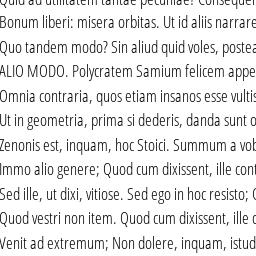 Quid ad utilitatem tantae pecuniae? Consequen
Bonum liberi: misera orbitas. Ut id aliis narrare
Quo tandem modo? Sin aliud quid voles, postea
ALIO MODO. Polycratem Samium felicem appe
Omnia contraria, quos etiam insanos esse vultis
Ut in geometria, prima si dederis, danda sunt o
Zenonis est, inquam, hoc Stoici. Summum a vob
Immo alio genere; Quod cum dixissent, ille cont
Sed ille, ut dixi, vitiose. Sed ego in hoc resisto;
Quod vestri non item. Quod cum dixissent, ille c
Venit ad extremum; Non dolere, inquam, istud